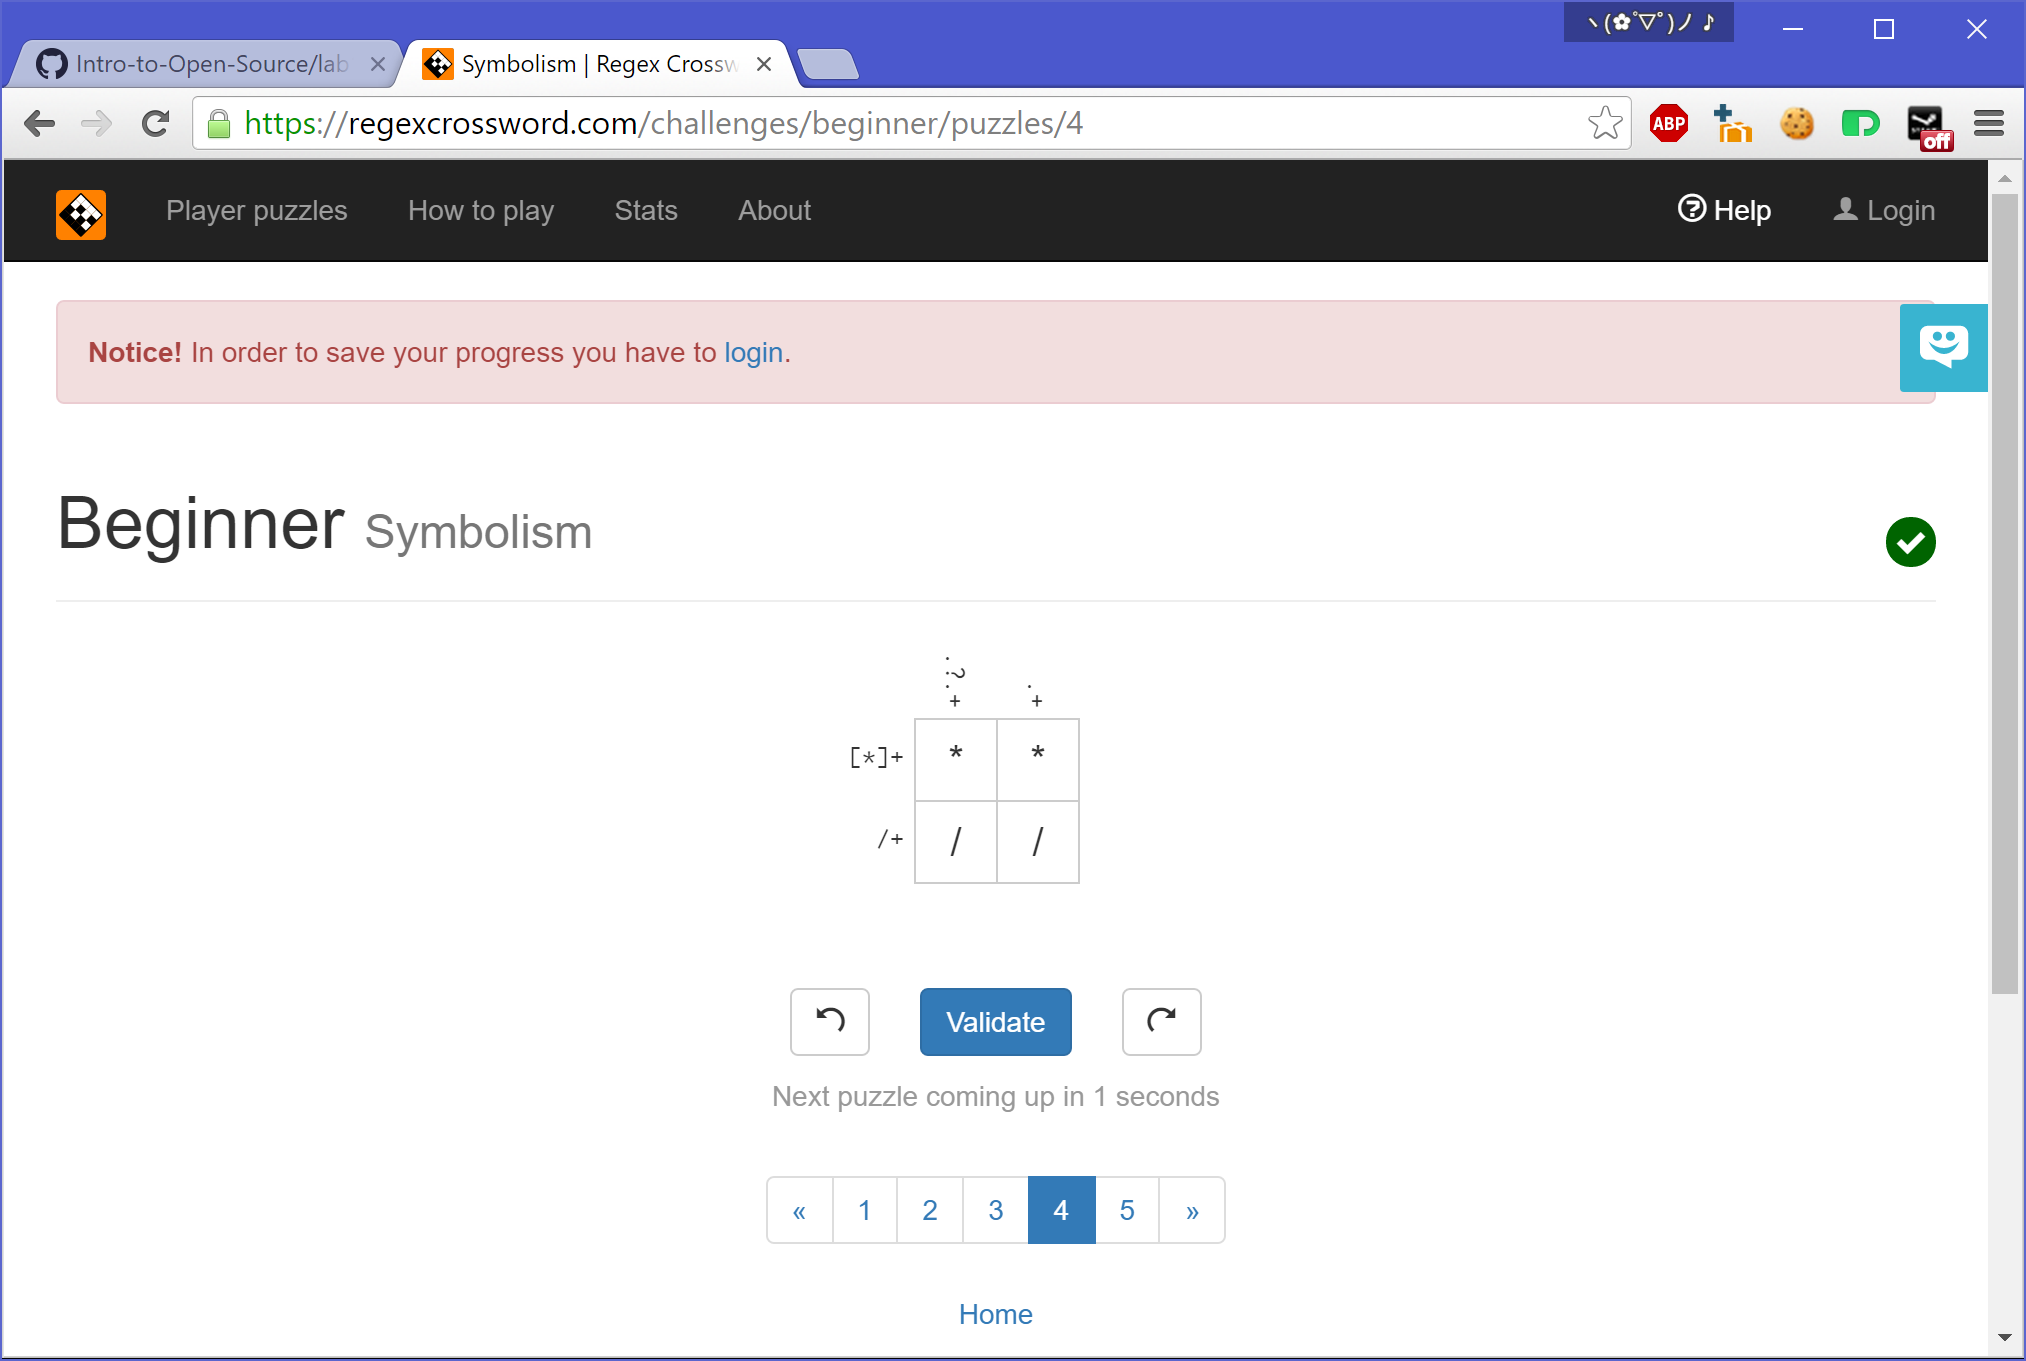 ヽ(✿ﾟ▽ﾟ)ノ ♪
Intro-to-Open-Source/lab
Symbolism | Regex Crossw
https://regexcrossword.com/challenges/beginner/puzzles/4
ABP
off
Player puzzles How to play Stats About Help Login
Notice! In order to save your progress you have to login.
Beginner Symbolism
.?.+ .+
[*]+ * *
/+ / /
Validate
Next puzzle coming up in 1 seconds
« 1 2 3 4 5 »
Home